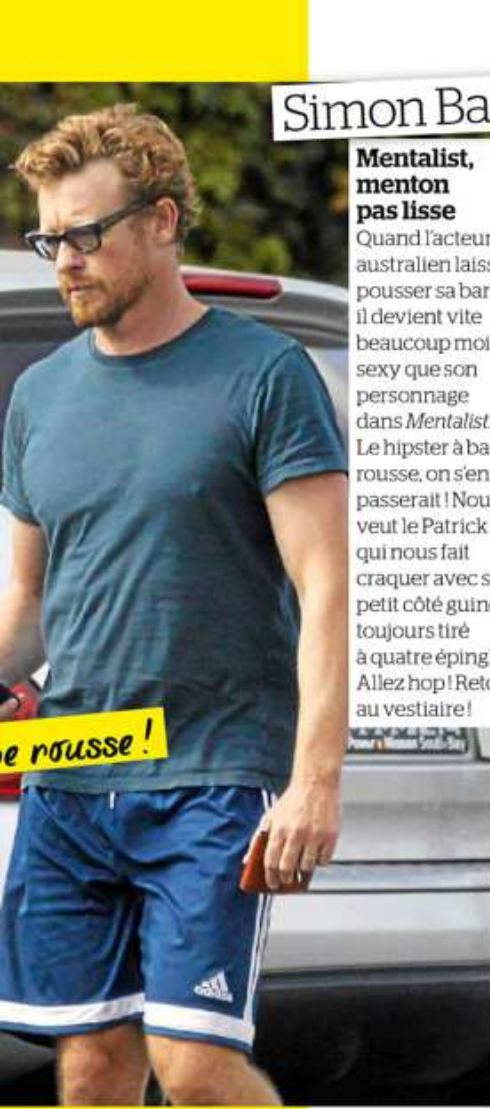 Simon Ba
Mentalist,
menton
pas lisse
Quand l'acteur
australien laiss
pousser sa bar
il devient vite
beaucoup moi
sexy que son
personnage
dans Mentalist.
Le hipster à ba
rousse, on s'en
passerait ! Nou
veut le Patrick
qui nous fait
craquer avec s
petit côté guin
toujours tiré
à quatre éping
Allez hop ! Reto
au vestiaire !
be rousse !
adidas